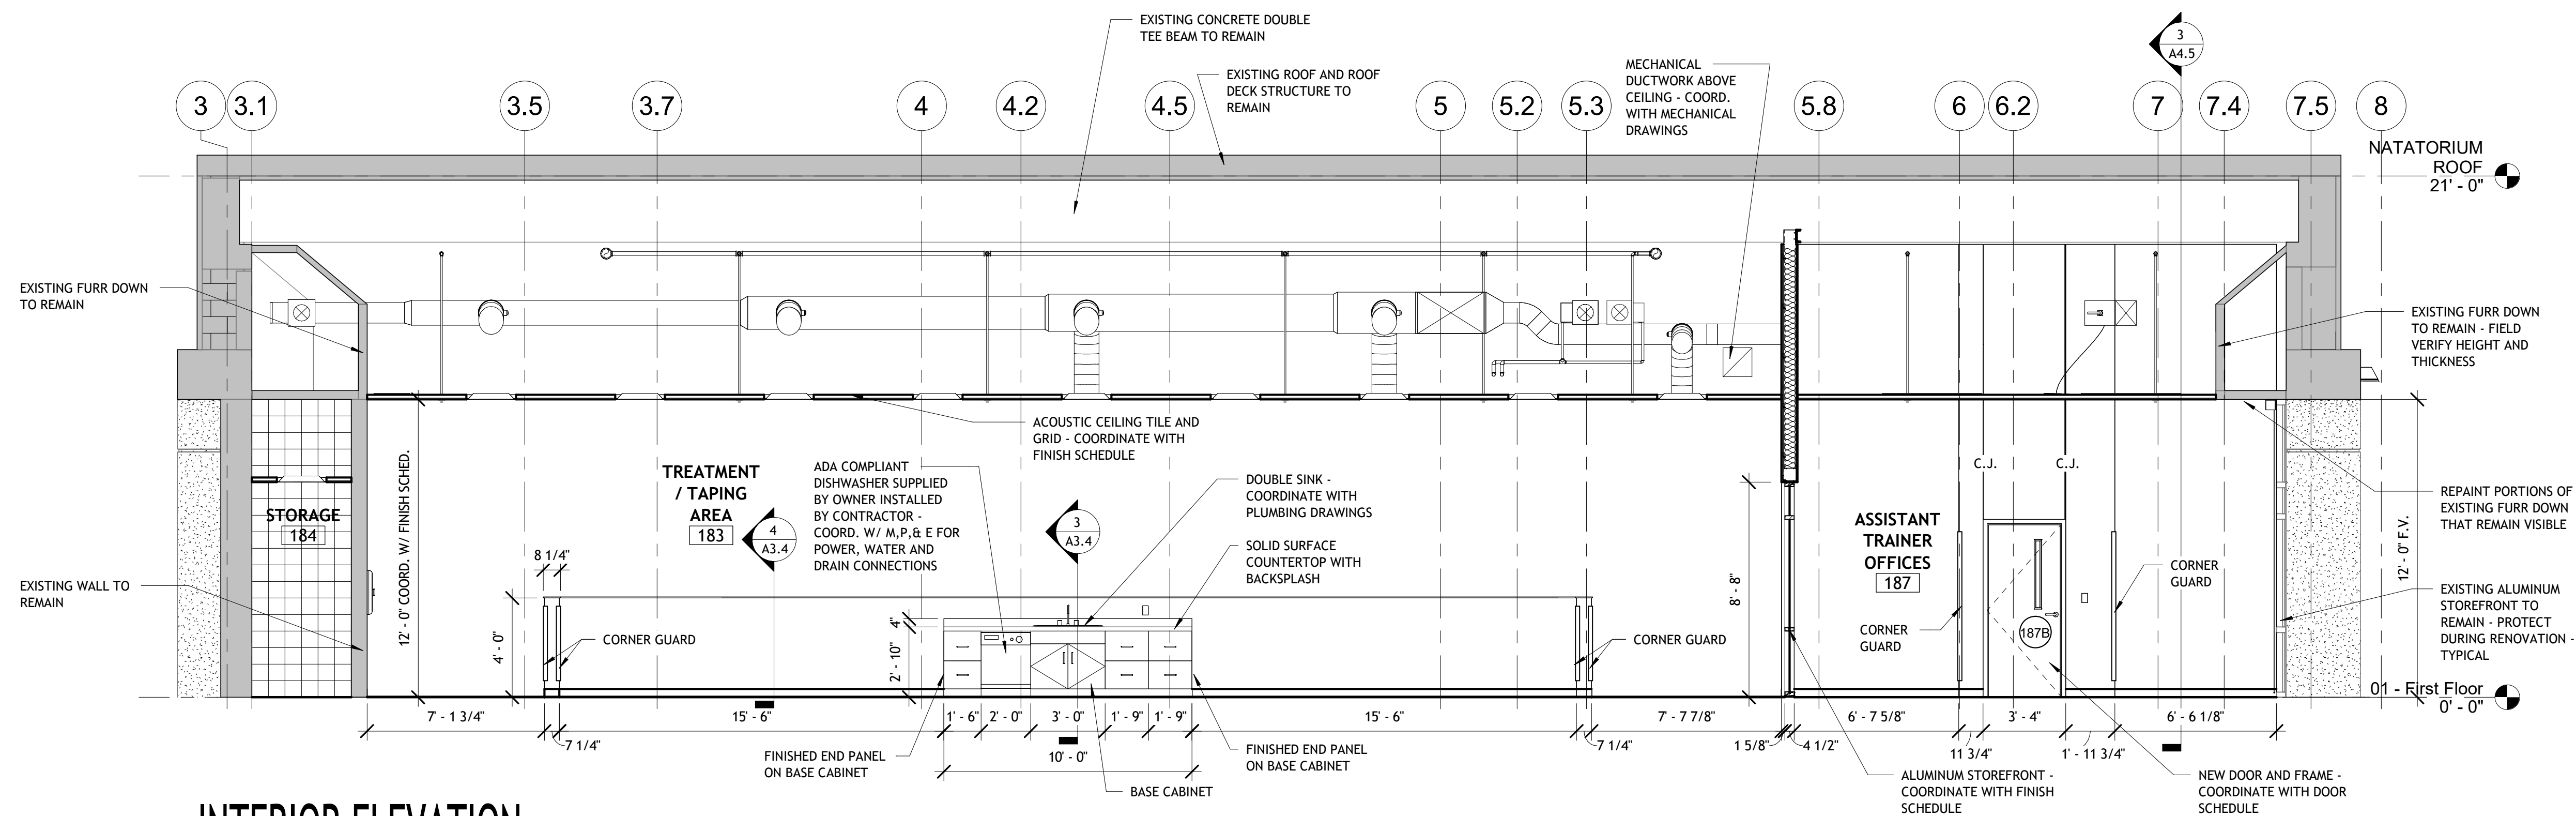 EXISTING CONCRETE DOUBLE
TEE BEAM TO REMAIN
EXISTING ROOF AND ROOF
DECK STRUCTURE TO
REMAIN
MECHANICAL
DUCTWORK ABOVE
CEILING - COORD.
WITH MECHANICAL
DRAWINGS
3
A4.5
3
3.1
3.5
3.7
4
4.2
4.5
5
5.2
5.3
5.8
6
6.2
7
7.4
7.5
8
NATATORIUM
ROOF
21' - 0"
EXISTING FURR DOWN
TO REMAIN
EXISTING FURR DOWN
TO REMAIN - FIELD
VERIFY HEIGHT AND
THICKNESS
ACOUSTIC CEILING TILE AND
GRID - COORDINATE WITH
FINISH SCHEDULE
12' - 0" COORD. W/ FINISH SCHED.
TREATMENT
/ TAPING
AREA
183
4
A3.4
ADA COMPLIANT
DISHWASHER SUPPLIED
BY OWNER INSTALLED
BY CONTRACTOR -
COORD. W/ M,P,& E FOR
POWER, WATER AND
DRAIN CONNECTIONS
3
A3.4
DOUBLE SINK -
COORDINATE WITH
PLUMBING DRAWINGS
SOLID SURFACE
COUNTERTOP WITH
BACKSPLASH
STORAGE
184
8'- 8"
ASSISTANT
TRAINER
OFFICES
187
C.J.
C.J.
REPAINT PORTIONS OF
EXISTING FURR DOWN
THAT REMAIN VISIBLE
12' - 0" F.V.
EXISTING WALL TO
REMAIN
8 1/4"
4' - 0"
CORNER GUARD
4"
2' - 10"
CORNER GUARD
CORNER
GUARD
187B
CORNER
GUARD
EXISTING ALUMINUM
STOREFRONT TO
REMAIN - PROTECT
DURING RENOVATION -
TYPICAL
01 - First Floor
0' - 0"
7' - 1 3/4"
15' - 6"
1' - 6"
2' - 0"
3' - 0"
1' - 9"
1' - 9"
15' - 6"
7' - 7 7/8"
6' - 7 5/8"
3' - 4"
6' - 6 1/8"
7 1/4"
7 1/4"
1 5/8"
4 1/2"
11 3/4"
1' - 11 3/4"
10' - 0"
FINISHED END PANEL
ON BASE CABINET
FINISHED END PANEL
ON BASE CABINET
BASE CABINET
ALUMINUM STOREFRONT -
COORDINATE WITH FINISH
SCHEDULE
NEW DOOR AND FRAME -
COORDINATE WITH DOOR
SCHEDULE
INTERIOR ELEVATION